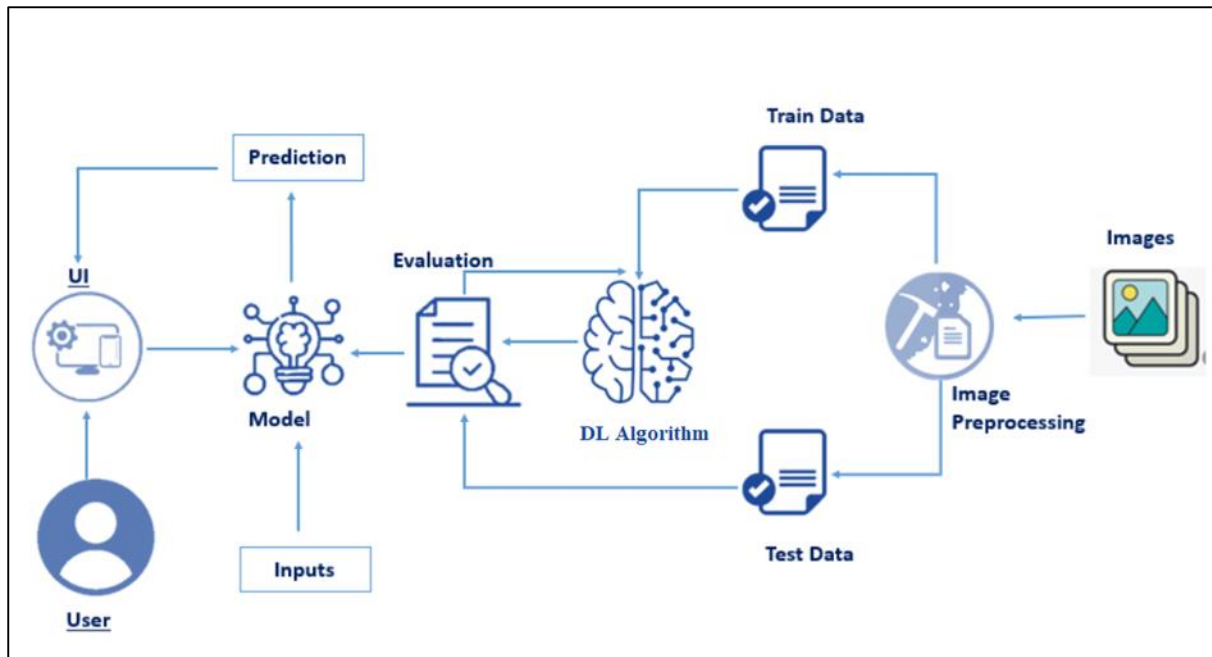 Train Data
Prediction
Images
Evaluation
UI
Image
Preprocessing
Model
DL Algorithm
Test Data
Inputs
User